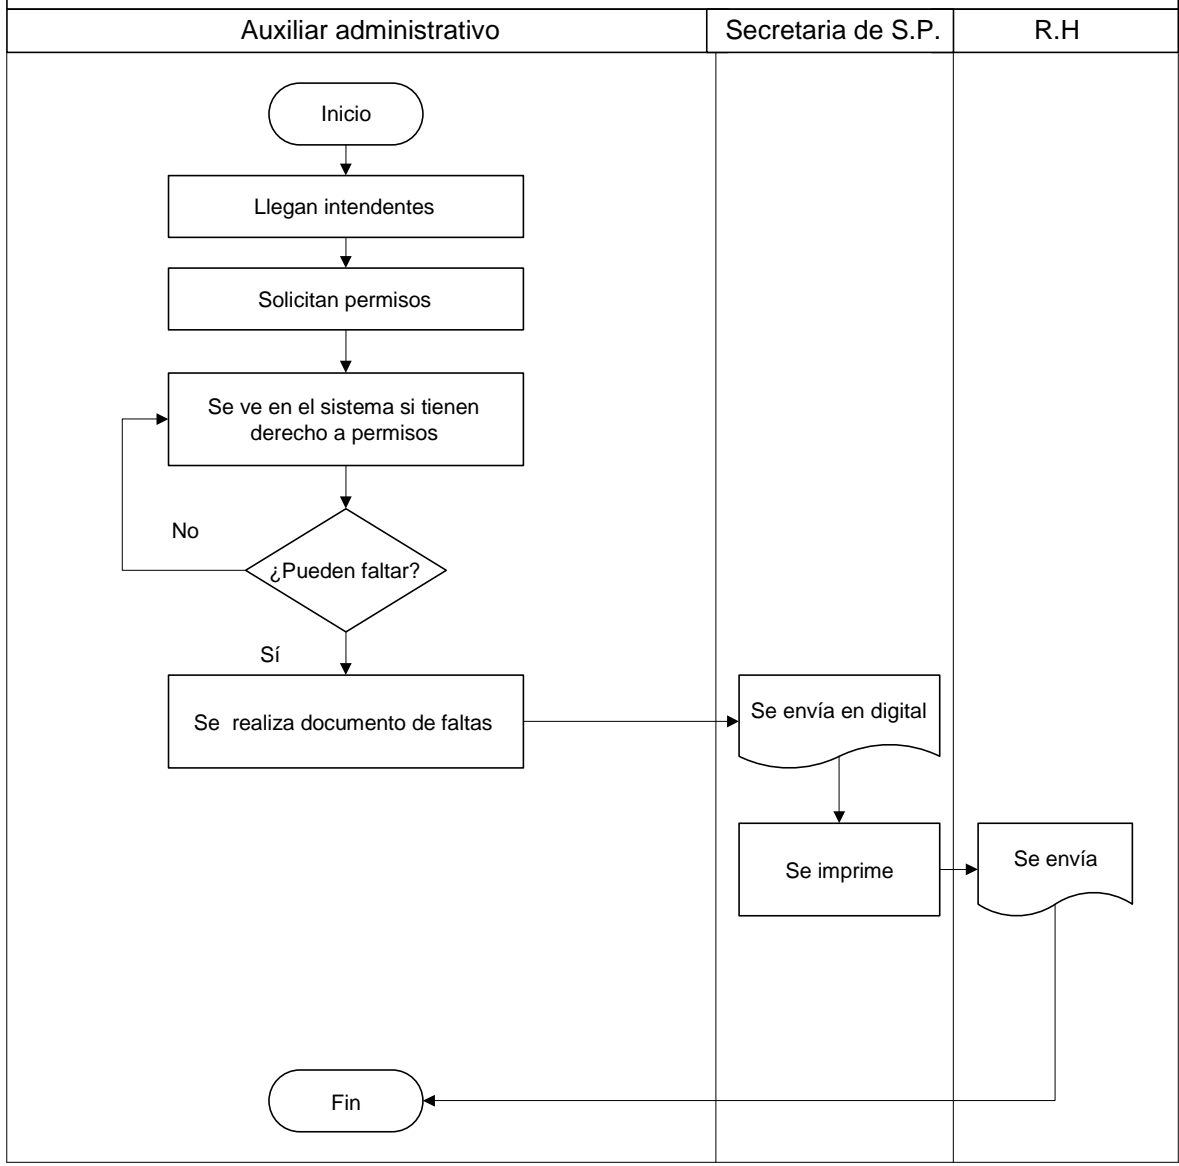 Auxiliar administrativo
Secretaria de S.P.
R.H
Inicio
Llegan intendentes
Solicitan permisos
Se ve en el sistema si tienen
derecho a permisos
No
¿Pueden faltar?
Sí
Se realiza documento de faltas
Se envía en digital
Se imprime
Se envía
Fin